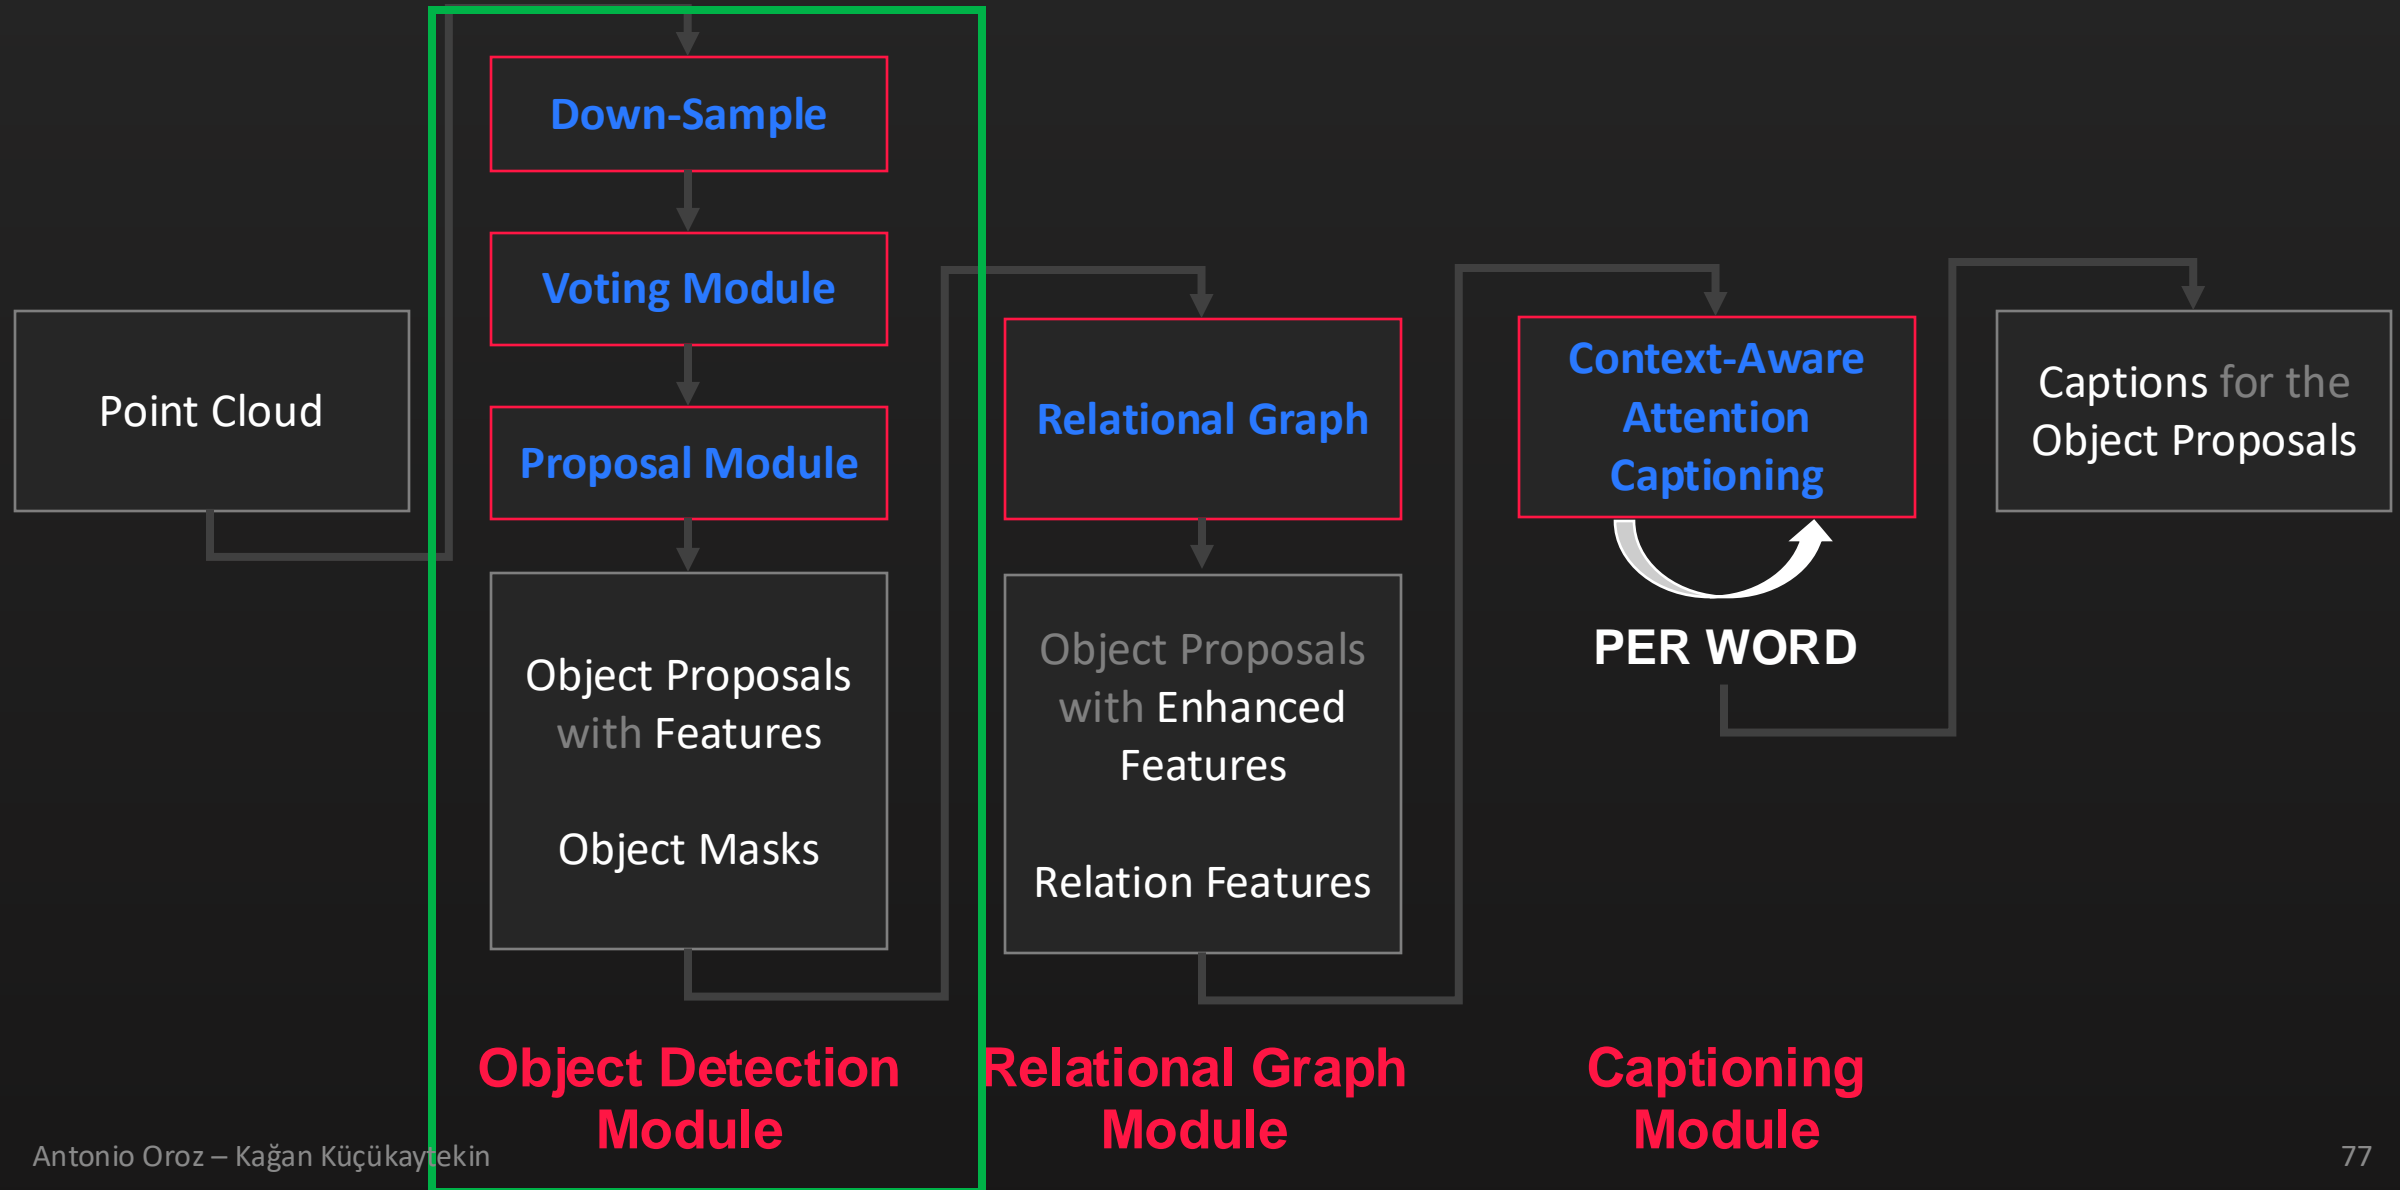 Point Cloud
Down-Sample
Voting Module
Proposal Module
Object Proposals
with Features
Object Masks
Object Detection
Module
Relational Graph
Object Proposals
with Enhanced
Features
Relation Features
Relational Graph
Module
Context-Aware
Attention
Captioning
PER WORD
Captioning
Module
Captions for the
Object Proposals
Antonio Oroz – Kağan Küçükaytekin
77